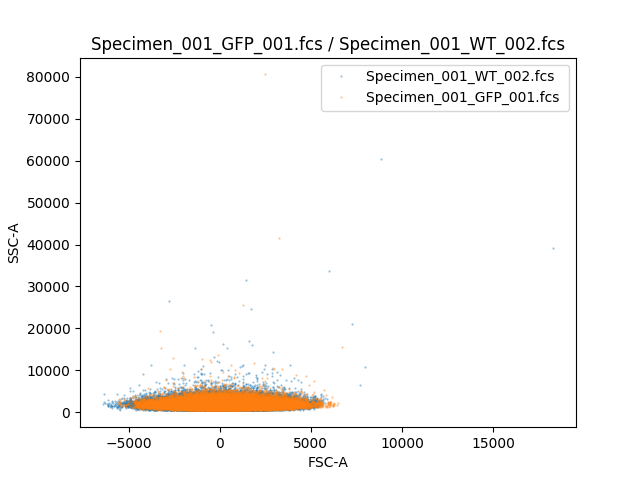 Specimen_001_GFP_001.fcs / Specimen_001_WT_002.fcs
Specimen_001_WT_002.fcs
Specimen_001_GFP_001.fcs
80000
70000
60000
50000
40000
30000
20000
10000
0
SSC-A
−5000 0 5000 10000 15000
FSC-A